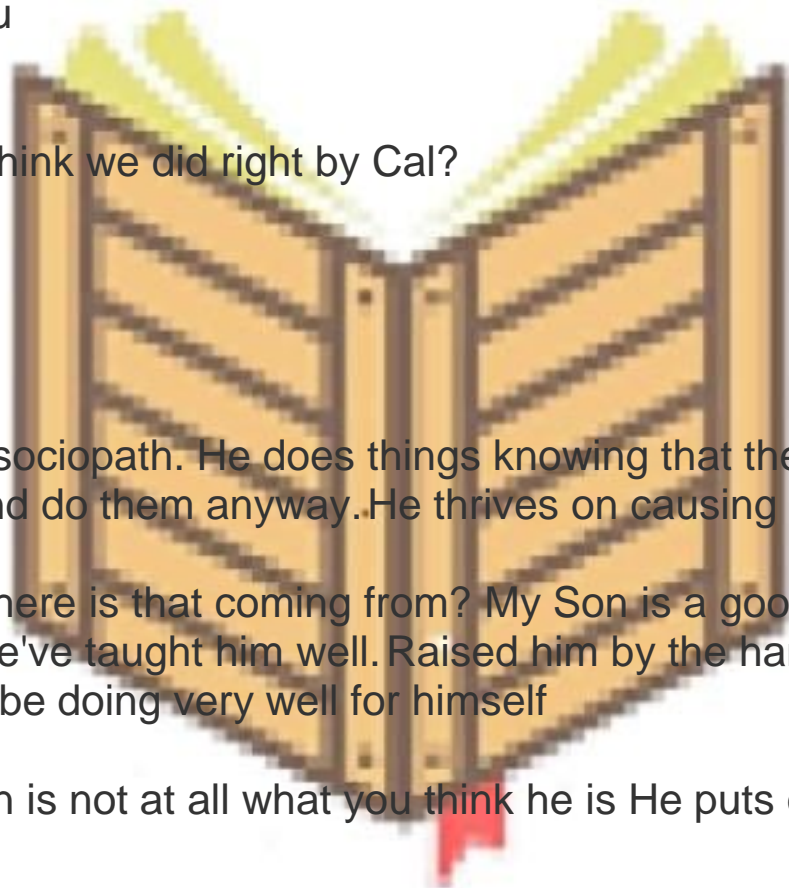 u
hink we did right by Cal?
sociopath. He does things knowing that the
nd do them anyway. He thrives on causing
here is that coming from? My Son is a goo
e've taught him well. Raised him by the ha
be doing very well for himself
n is not at all what you think he is He puts